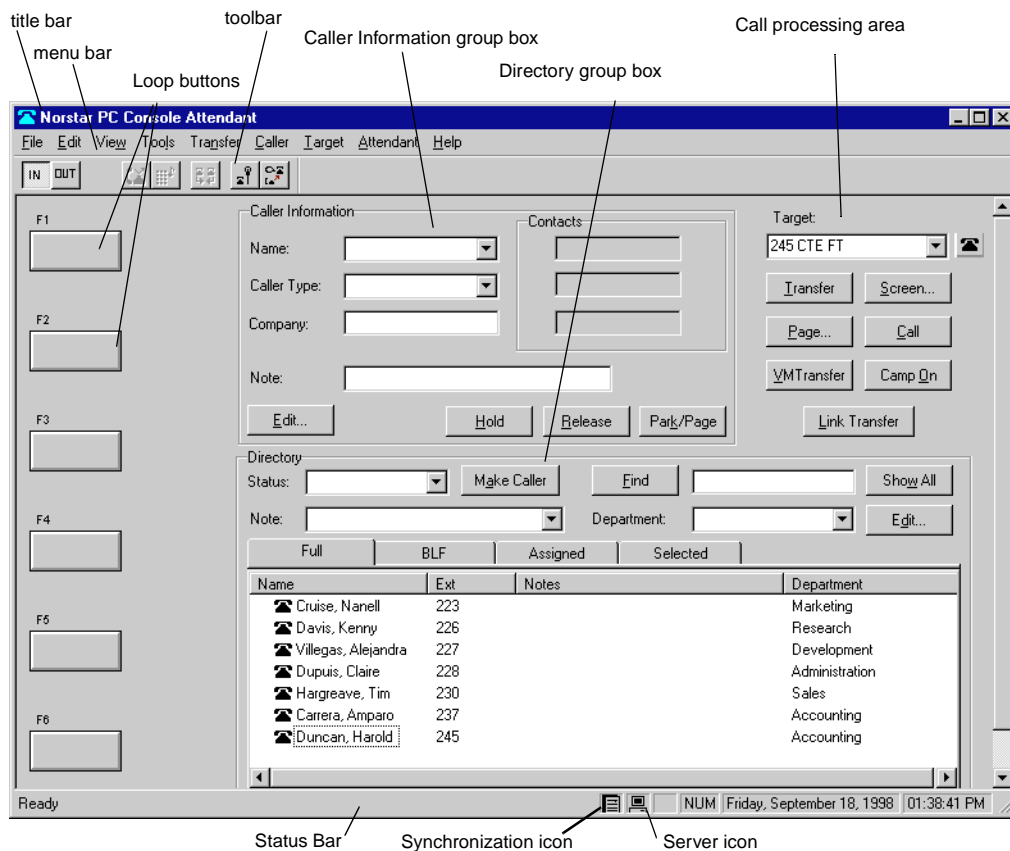 title bar
toolbar
Call processing area
Caller Information group box
menu bar
Directory group box
Loop buttons
Norstar PC Console Attendant
File Edit View Tools Transfer Caller Target Attendant Help
IN OUT
F1
F2
F3
F4
F5
F6
Caller Information
Contacts
Name:
Caller Type:
Company:
Note:
Edit... Hold Release Park/Page
Target:
245 CTE FT
Transfer Screen...
Page... Call
VMTransfer Camp On
Link Transfer
Directory
Status: Make Caller Find Show All
Note: Department: Edit...
Full BLF Assigned Selected
Name Ext Notes Department
Cruise, Nanell 223 Marketing
Davis, Kenny 226 Research
Villegas, Alejandra 227 Development
Dupuis, Claire 228 Administration
Hargreave, Tim 230 Sales
Carrera, Amparo 237 Accounting
Duncan, Harold 245 Accounting
Ready NUM Friday, September 18, 1998 01:38:41 PM
Status Bar Synchronization icon Server icon